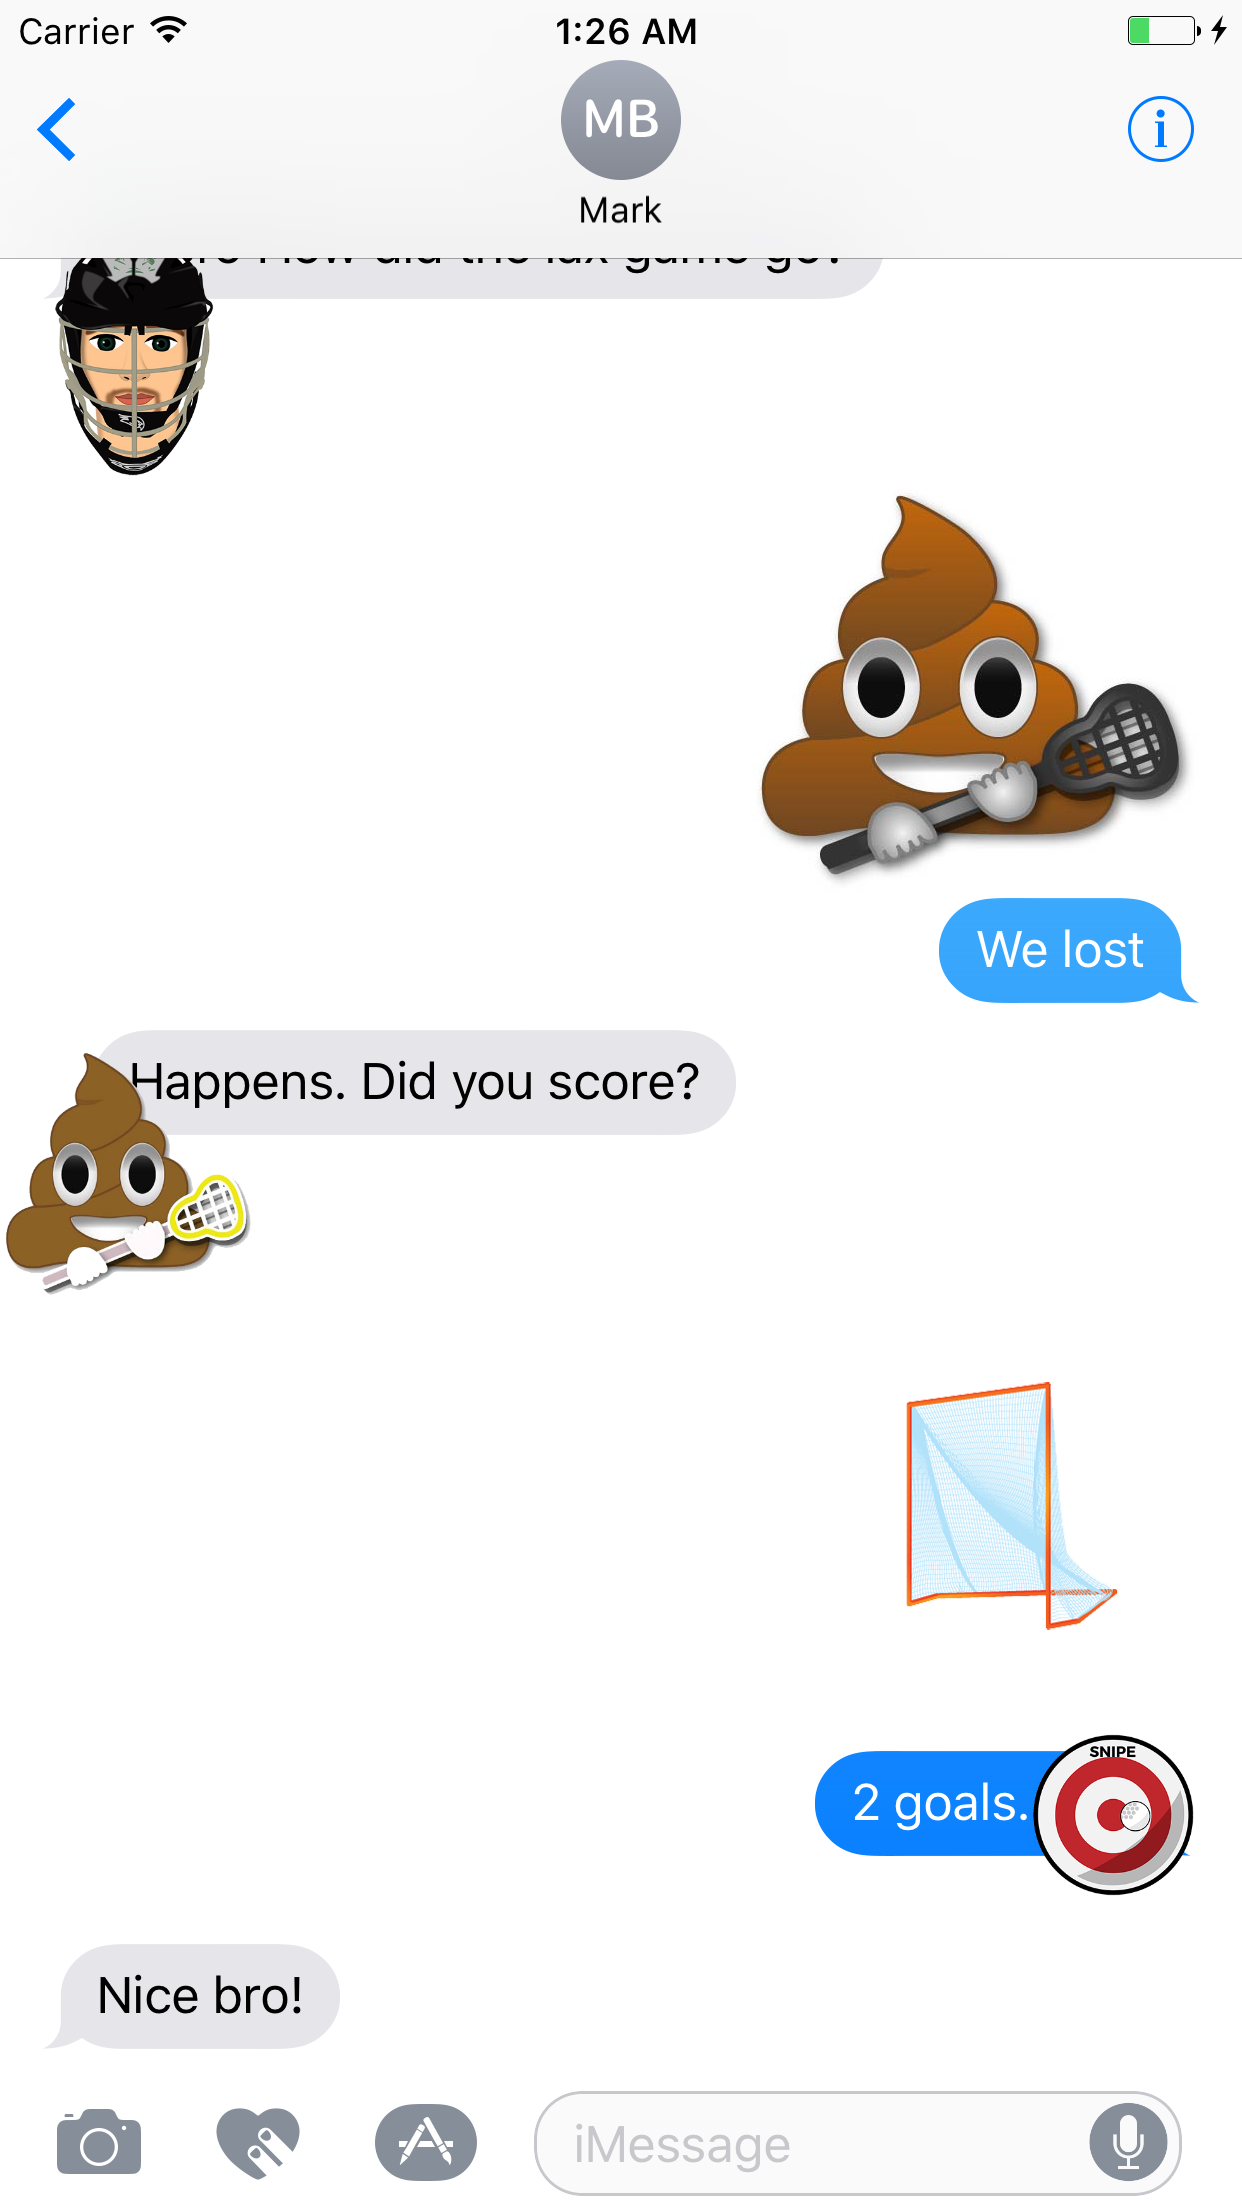 Carrier 1:26 AM
MB
Mark
How did the lax game go?
We lost
Happens. Did you score?
SNIPE
2 goals.
Nice bro!
iMessage